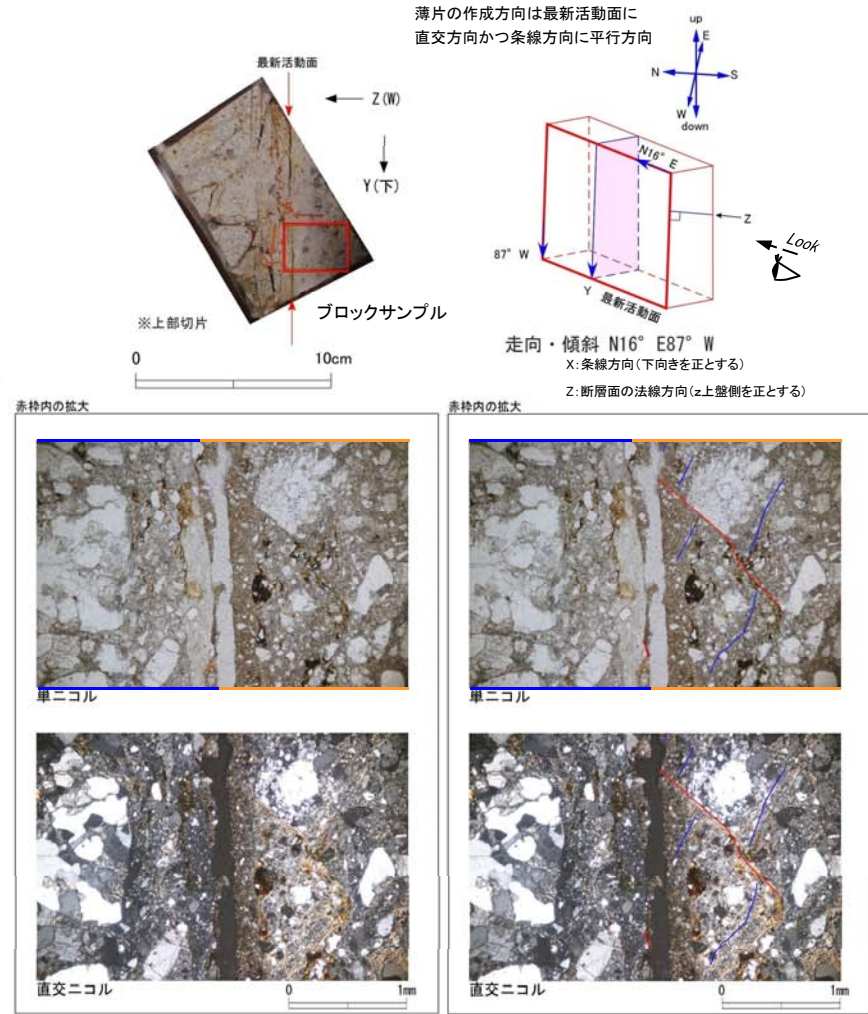 薄片の作成方向は最新活動面に
直交方向かつ条線方向に平行方向
最新活動面
Z(W)
Y(下)
※上部切片
ブロックサンプル
0 10cm
up
E
N S
W
down
N16° E
Z
Look
87° W
Y
最新活動面
走向・傾斜 N16° E87° W
X:条線方向(下向きを正とする)
Z:断層面の法線方向(z上盤側を正とする)
赤枠内の拡大
単ニコル
直交ニコル
0 1mm
赤枠内の拡大
単ニコル
直交ニコル
0 1mm